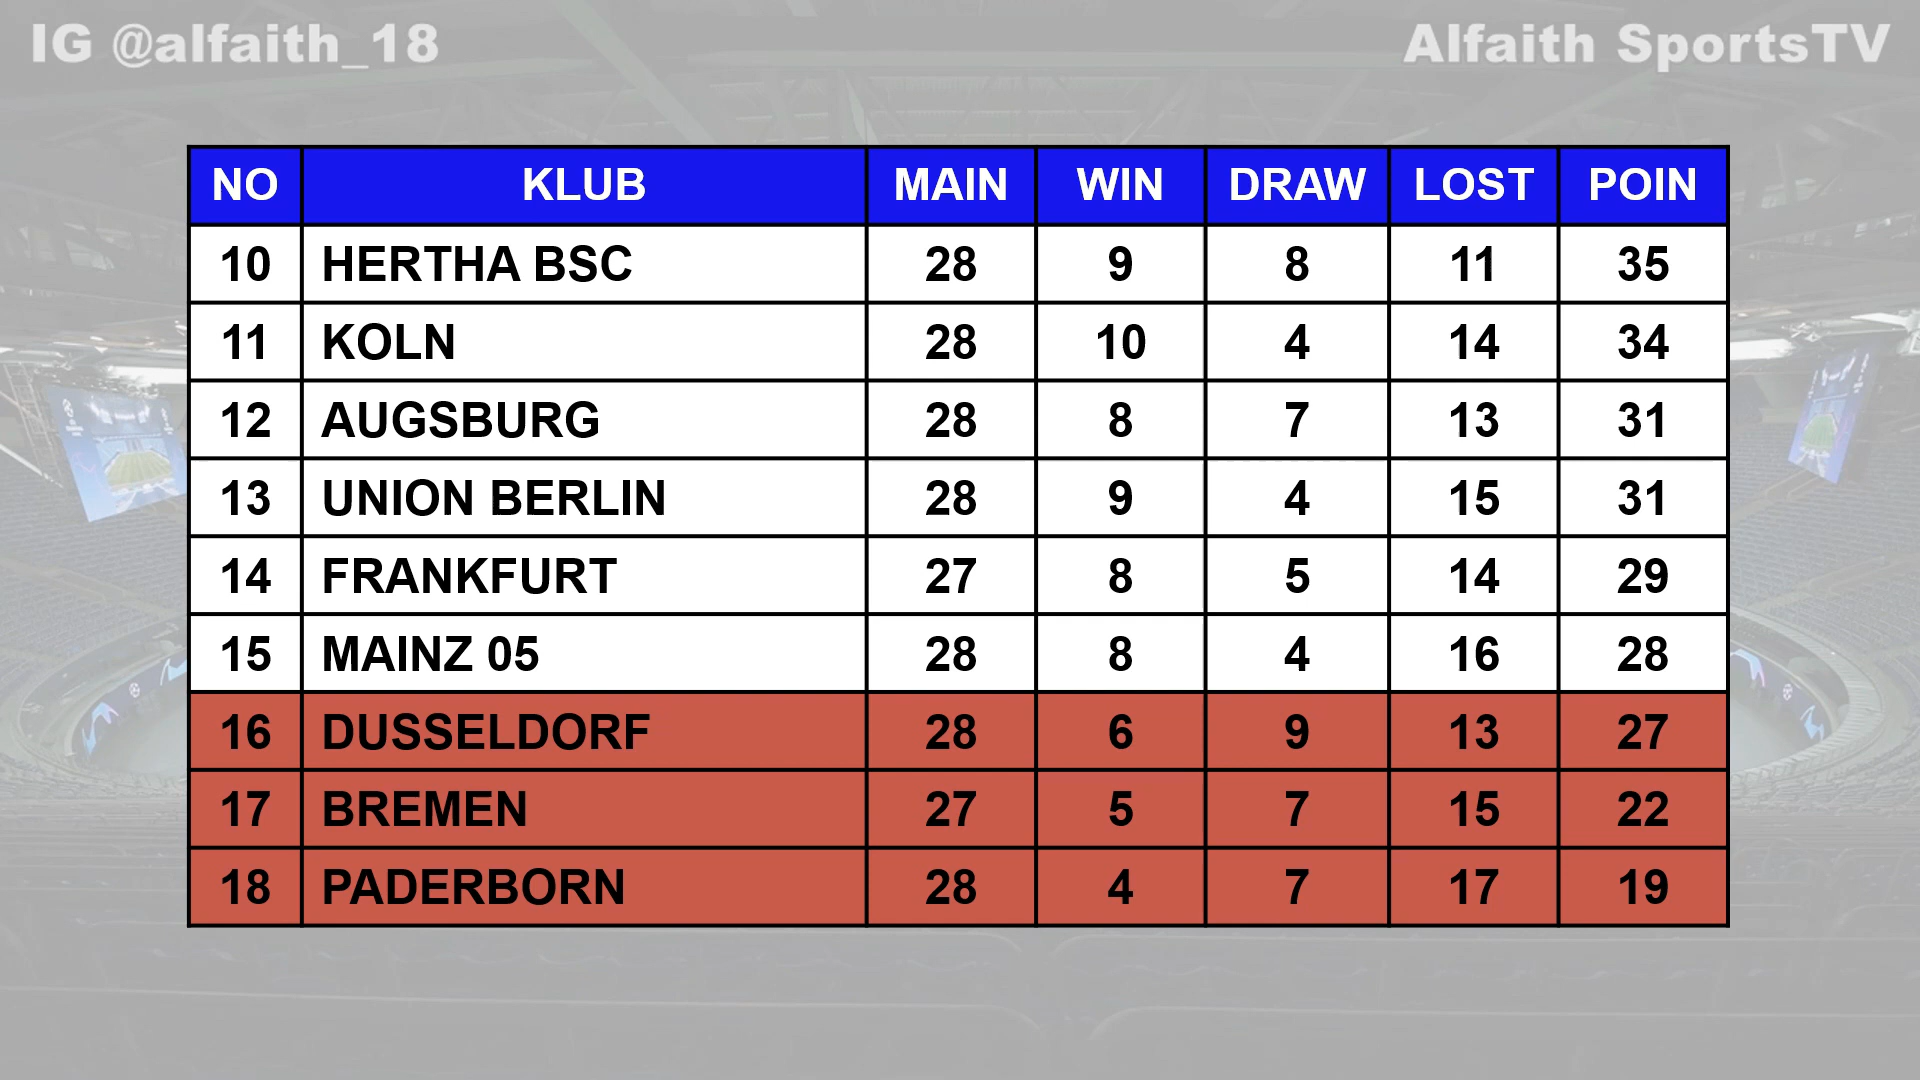 IG @alfaith_18
Alfaith SportsTV
NO KLUB MAIN WIN DRAW LOST POIN
10 HERTHA BSC 28 9 8 11 35
11 KOLN 28 10 4 14 34
12 AUGSBURG 28 8 7 13 31
13 UNION BERLIN 28 9 4 15 31
14 FRANKFURT 27 8 5 14 29
15 MAINZ 05 28 8 4 16 28
16 DUSSELDORF 28 6 9 13 27
17 BREMEN 27 5 7 15 22
18 PADERBORN 28 4 7 17 19